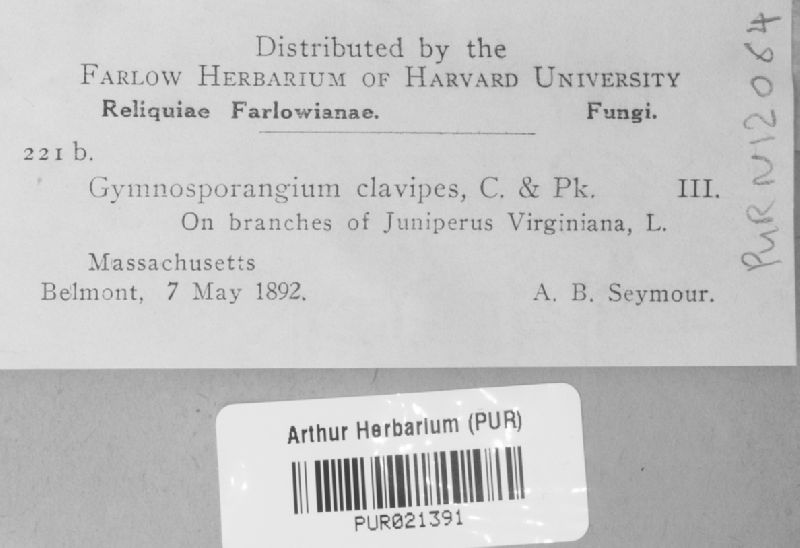 Distributed by the
Farlow Herbarium of Harvard University
Reliquiae Farlowianae. Fungi.
221 b.
Gymnosporangium clavipes, C. & Pk. III.
On branches of Juniperus Virginiana, L.
Massachusetts
Belmont, 7 May 1892. A. B. Seymour.
PUR N12064
Arthur Herbarium (PUR)
PUR021391